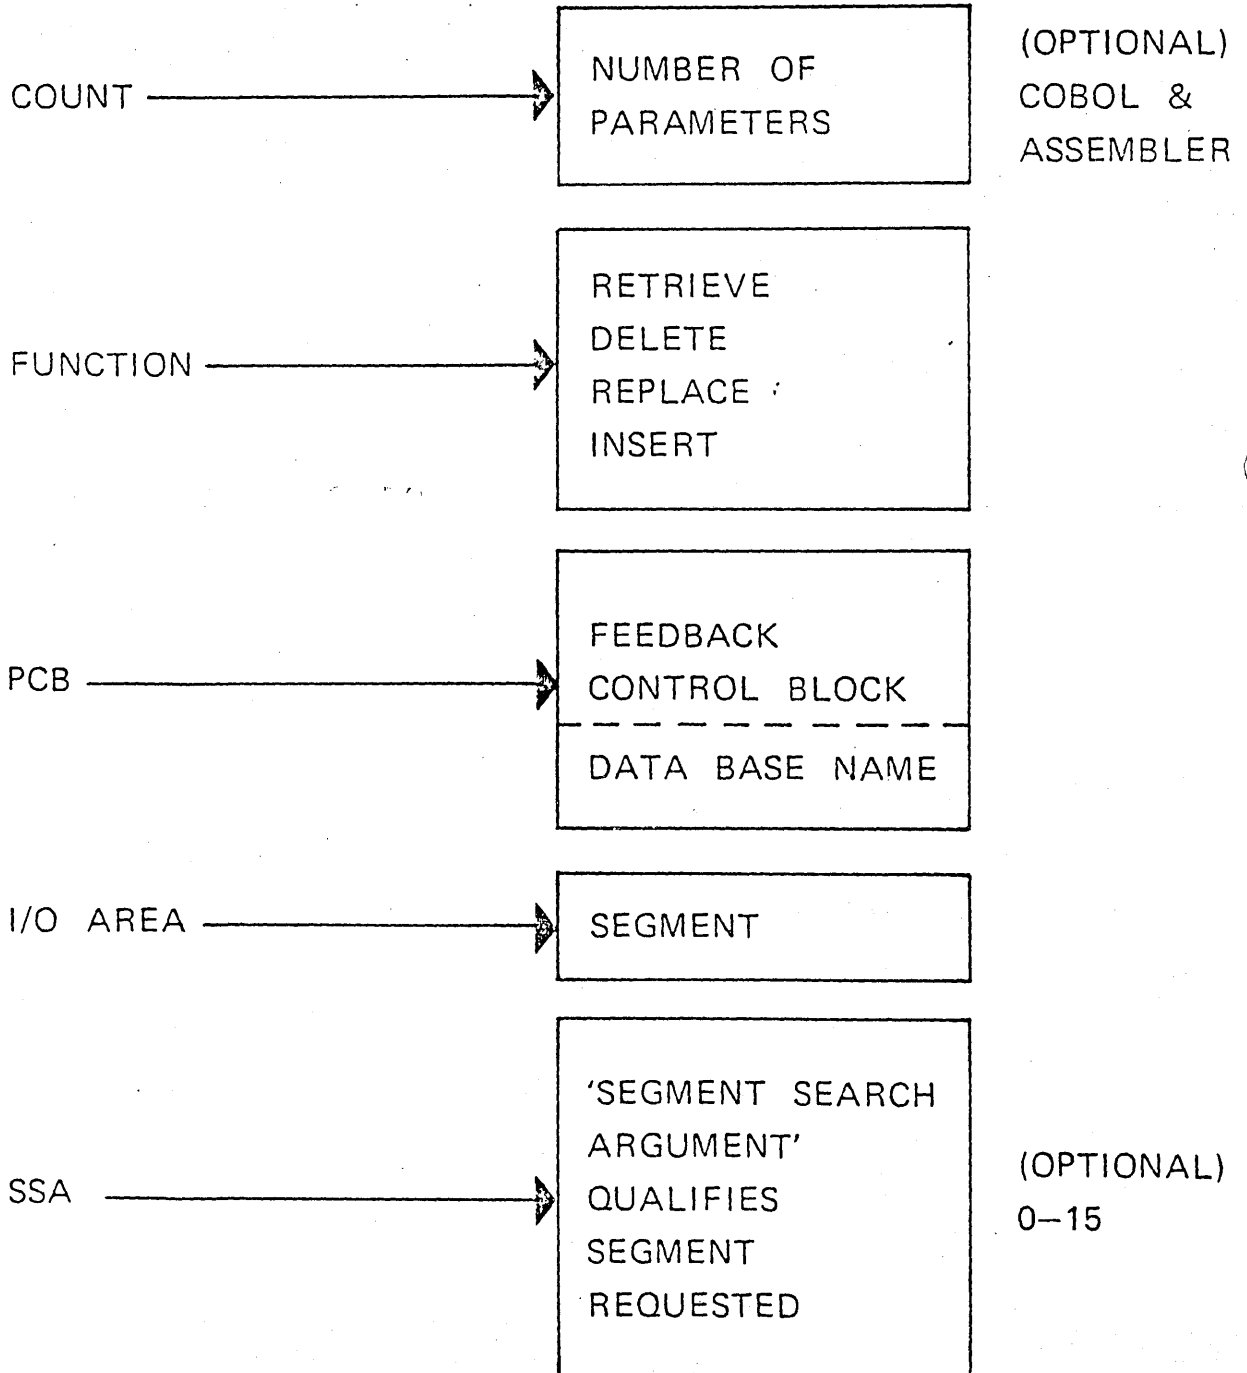 COUNT
NUMBER OF
PARAMETERS
(OPTIONAL)
COBOL &
ASSEMBLER
FUNCTION
RETRIEVE
DELETE
REPLACE
INSERT
PCB
FEEDBACK
CONTROL BLOCK
DATA BASE NAME
I/O AREA
SEGMENT
SSA
'SEGMENT SEARCH
ARGUMENT'
QUALIFIES
SEGMENT
REQUESTED
(OPTIONAL)
0—15